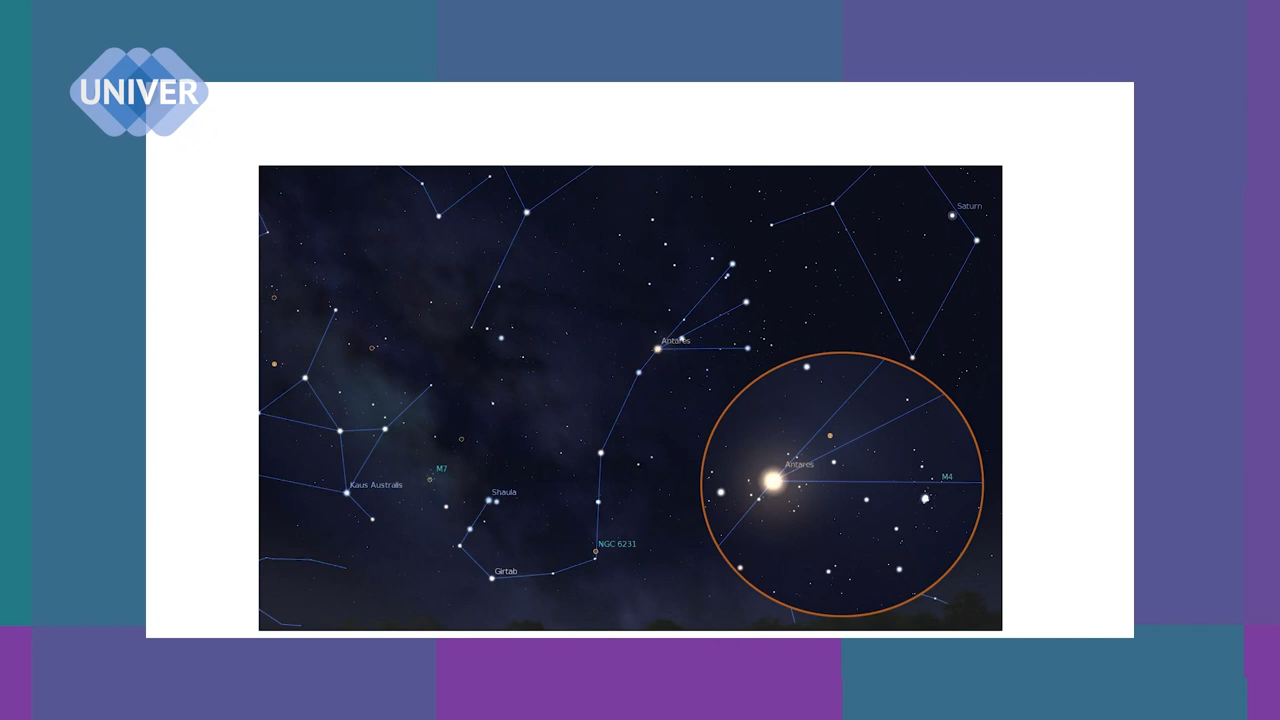 UNIVER
Saturn
Antares
Antares
M7
M4
Kaus Australis
Shaula
NGC 6231
Girtab